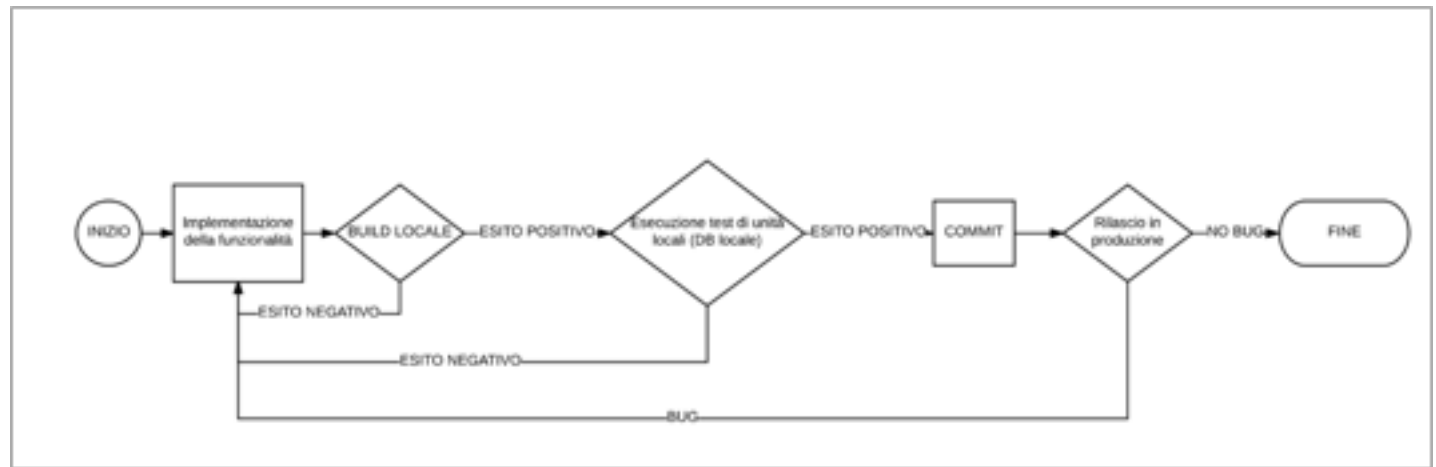 INIZIO
Implementazione
della funzionalità
BUILD LOCALE
ESITO POSITIVO
Esecuzione test di unità
locali (DB locale)
ESITO POSITIVO
COMMIT
Rilascio in
produzione
NO BUG
FINE
ESITO NEGATIVO
ESITO NEGATIVO
BUG